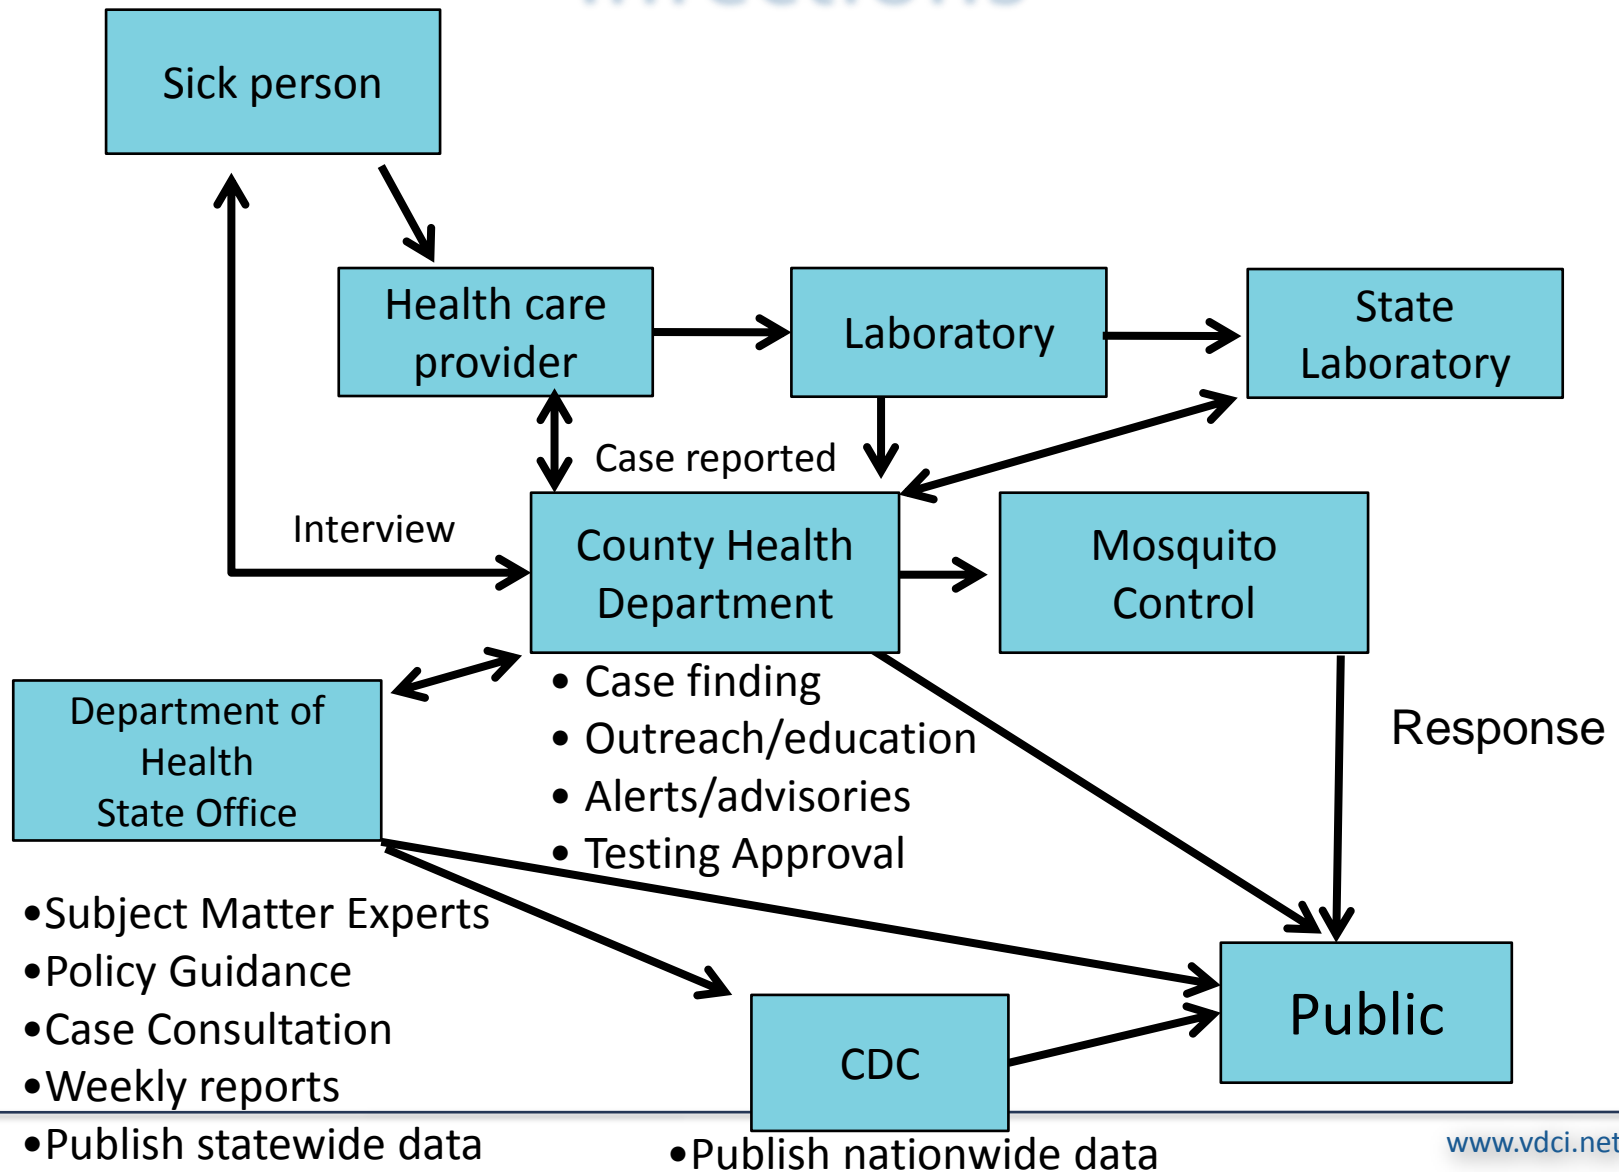 Sick person
Health care
provider
Laboratory
State
Laboratory
Case reported
Interview
County Health
Department
Mosquito
Control
• Case finding
• Outreach/education
• Alerts/advisories
• Testing Approval
Response
Department of
Health
State Office
•Subject Matter Experts
•Policy Guidance
•Case Consultation
•Weekly reports
•Publish statewide data
CDC
•Publish nationwide data
Public
www.vdci.net